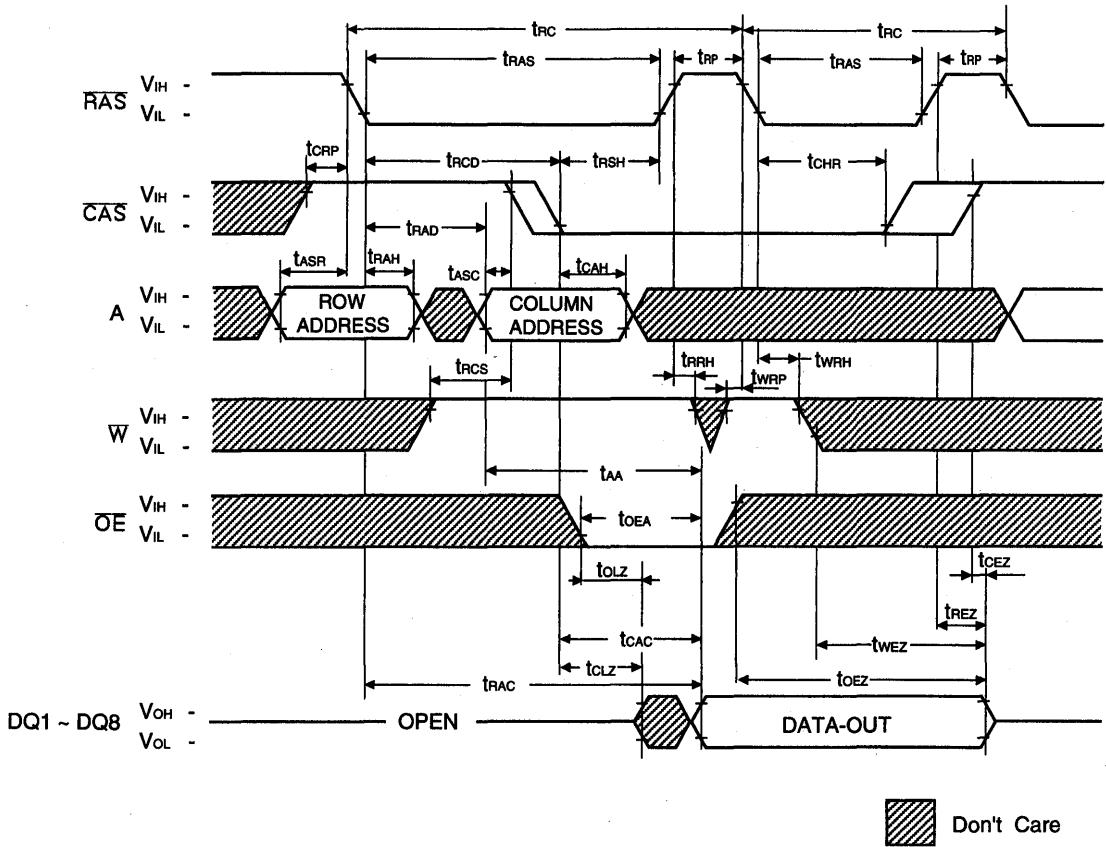 tRC tRC
tRAS tRP tRAS tRP
RAS VIH -
VIL -
tCRP tRCD tRSH tCHR
CAS VIH -
VIL -
tRAD
tASR tRAH tASC tCAH
A VIH -
VIL -
ROW ADDRESS
COLUMN ADDRESS
tRCS tRRH tWRP tWRH
W VIH -
VIL -
tAA
OE VIH -
VIL -
tOEA
tOLZ tCEZ
tREZ
tCAC tWEZ
tCLZ tOEZ
tRAC
DQ1 ~ DQ8 VOH -
VOL -
OPEN DATA-OUT
Don't Care